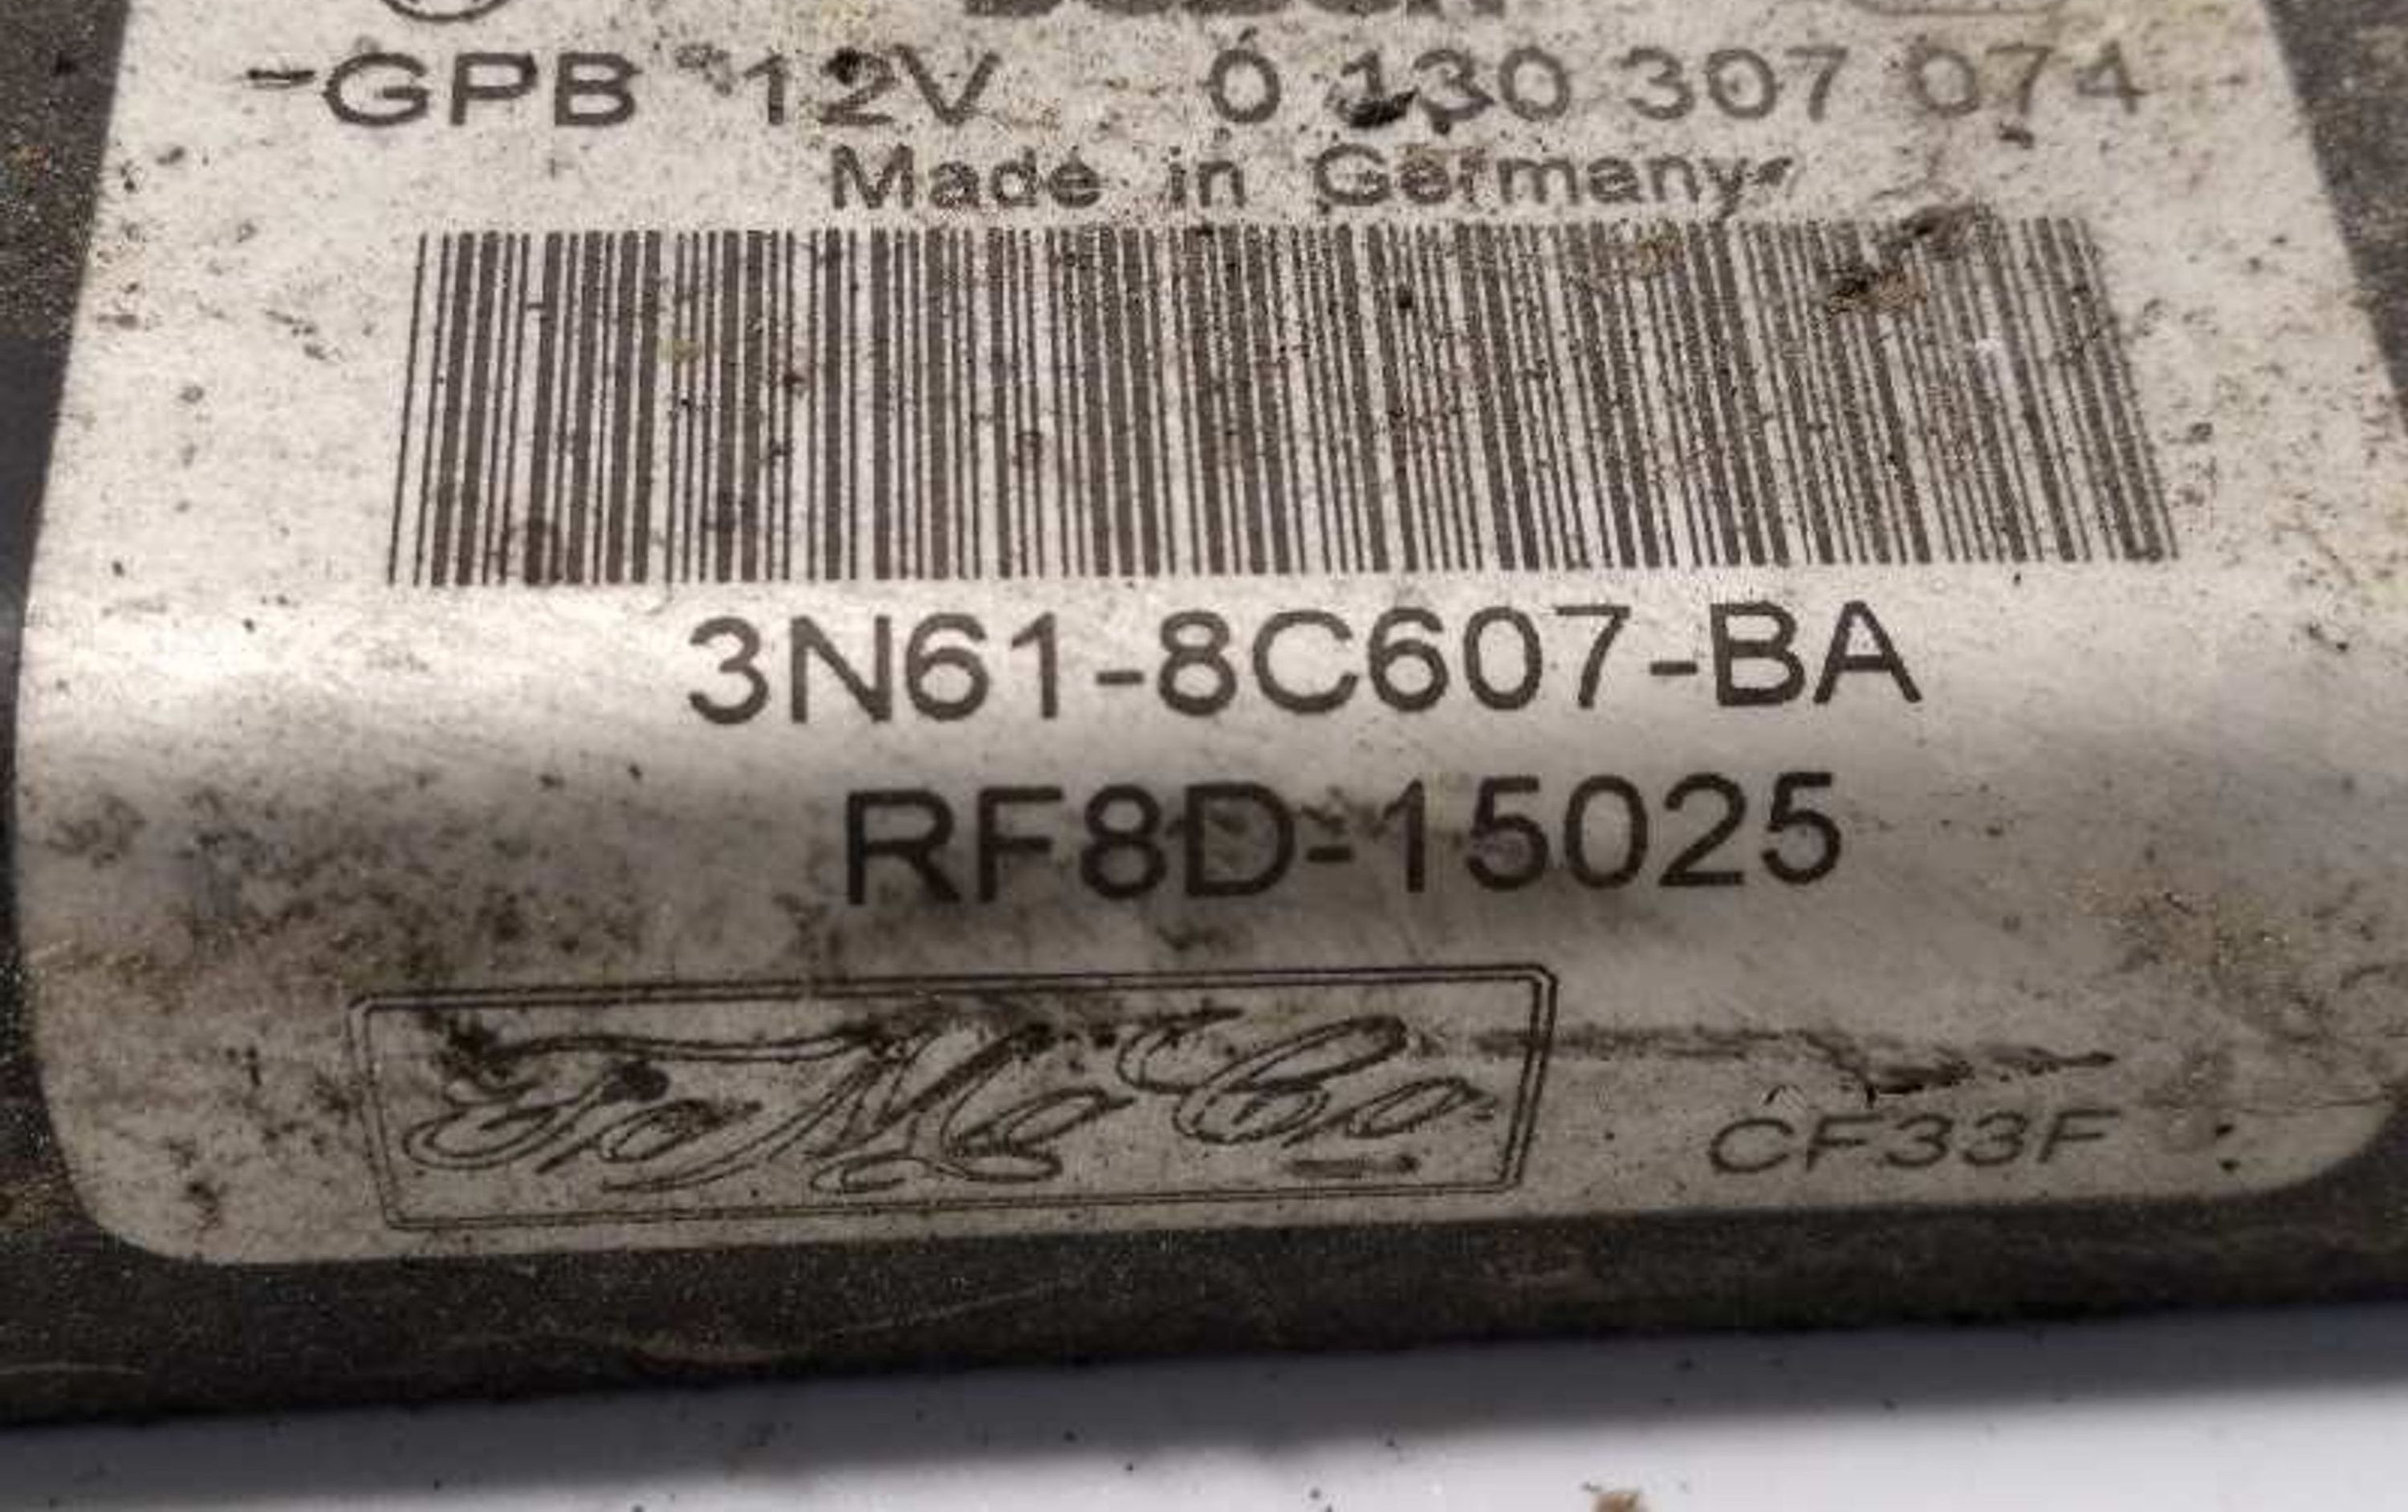 -GPB 12V 0 130 307 074
Made in Germany
3N61-8C607-BA
RF8D-15025
FoMoCo
CF33F